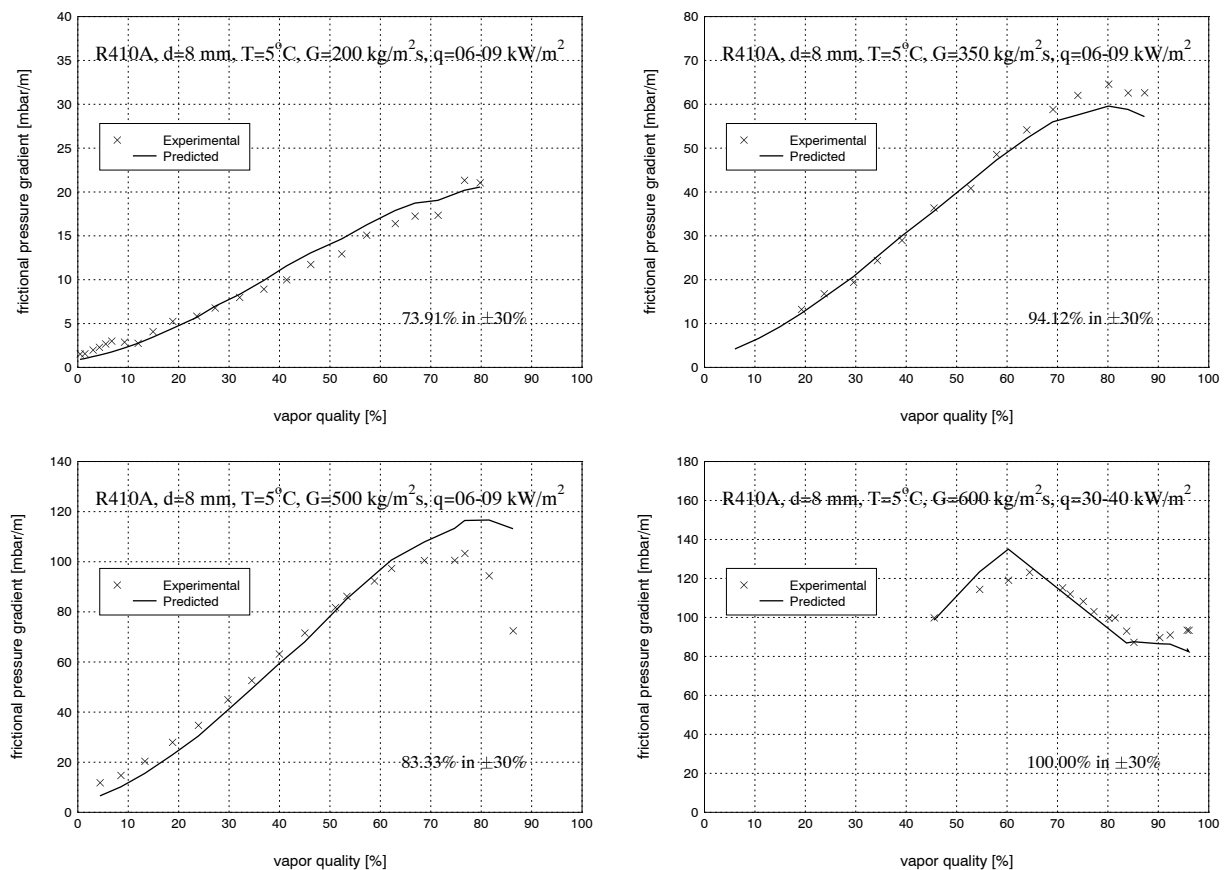 R410A, d=8 mm, T=5°C, G=200 kg/m²s, q=06-09 kW/m²
frictional pressure gradient [mbar/m]
40
35
30
25
20
15
10
5
0
Experimental
Predicted
73.91% in ±30%
0 10 20 30 40 50 60 70 80 90 100
vapor quality [%]
R410A, d=8 mm, T=5°C, G=350 kg/m²s, q=06-09 kW/m²
frictional pressure gradient [mbar/m]
80
70
60
50
40
30
20
10
0
Experimental
Predicted
94.12% in ±30%
0 10 20 30 40 50 60 70 80 90 100
vapor quality [%]
R410A, d=8 mm, T=5°C, G=500 kg/m²s, q=06-09 kW/m²
frictional pressure gradient [mbar/m]
140
120
100
80
60
40
20
0
Experimental
Predicted
83.33% in ±30%
0 10 20 30 40 50 60 70 80 90 100
vapor quality [%]
R410A, d=8 mm, T=5°C, G=600 kg/m²s, q=30-40 kW/m²
frictional pressure gradient [mbar/m]
180
160
140
120
100
80
60
40
20
0
Experimental
Predicted
100.00% in ±30%
0 10 20 30 40 50 60 70 80 90 100
vapor quality [%]